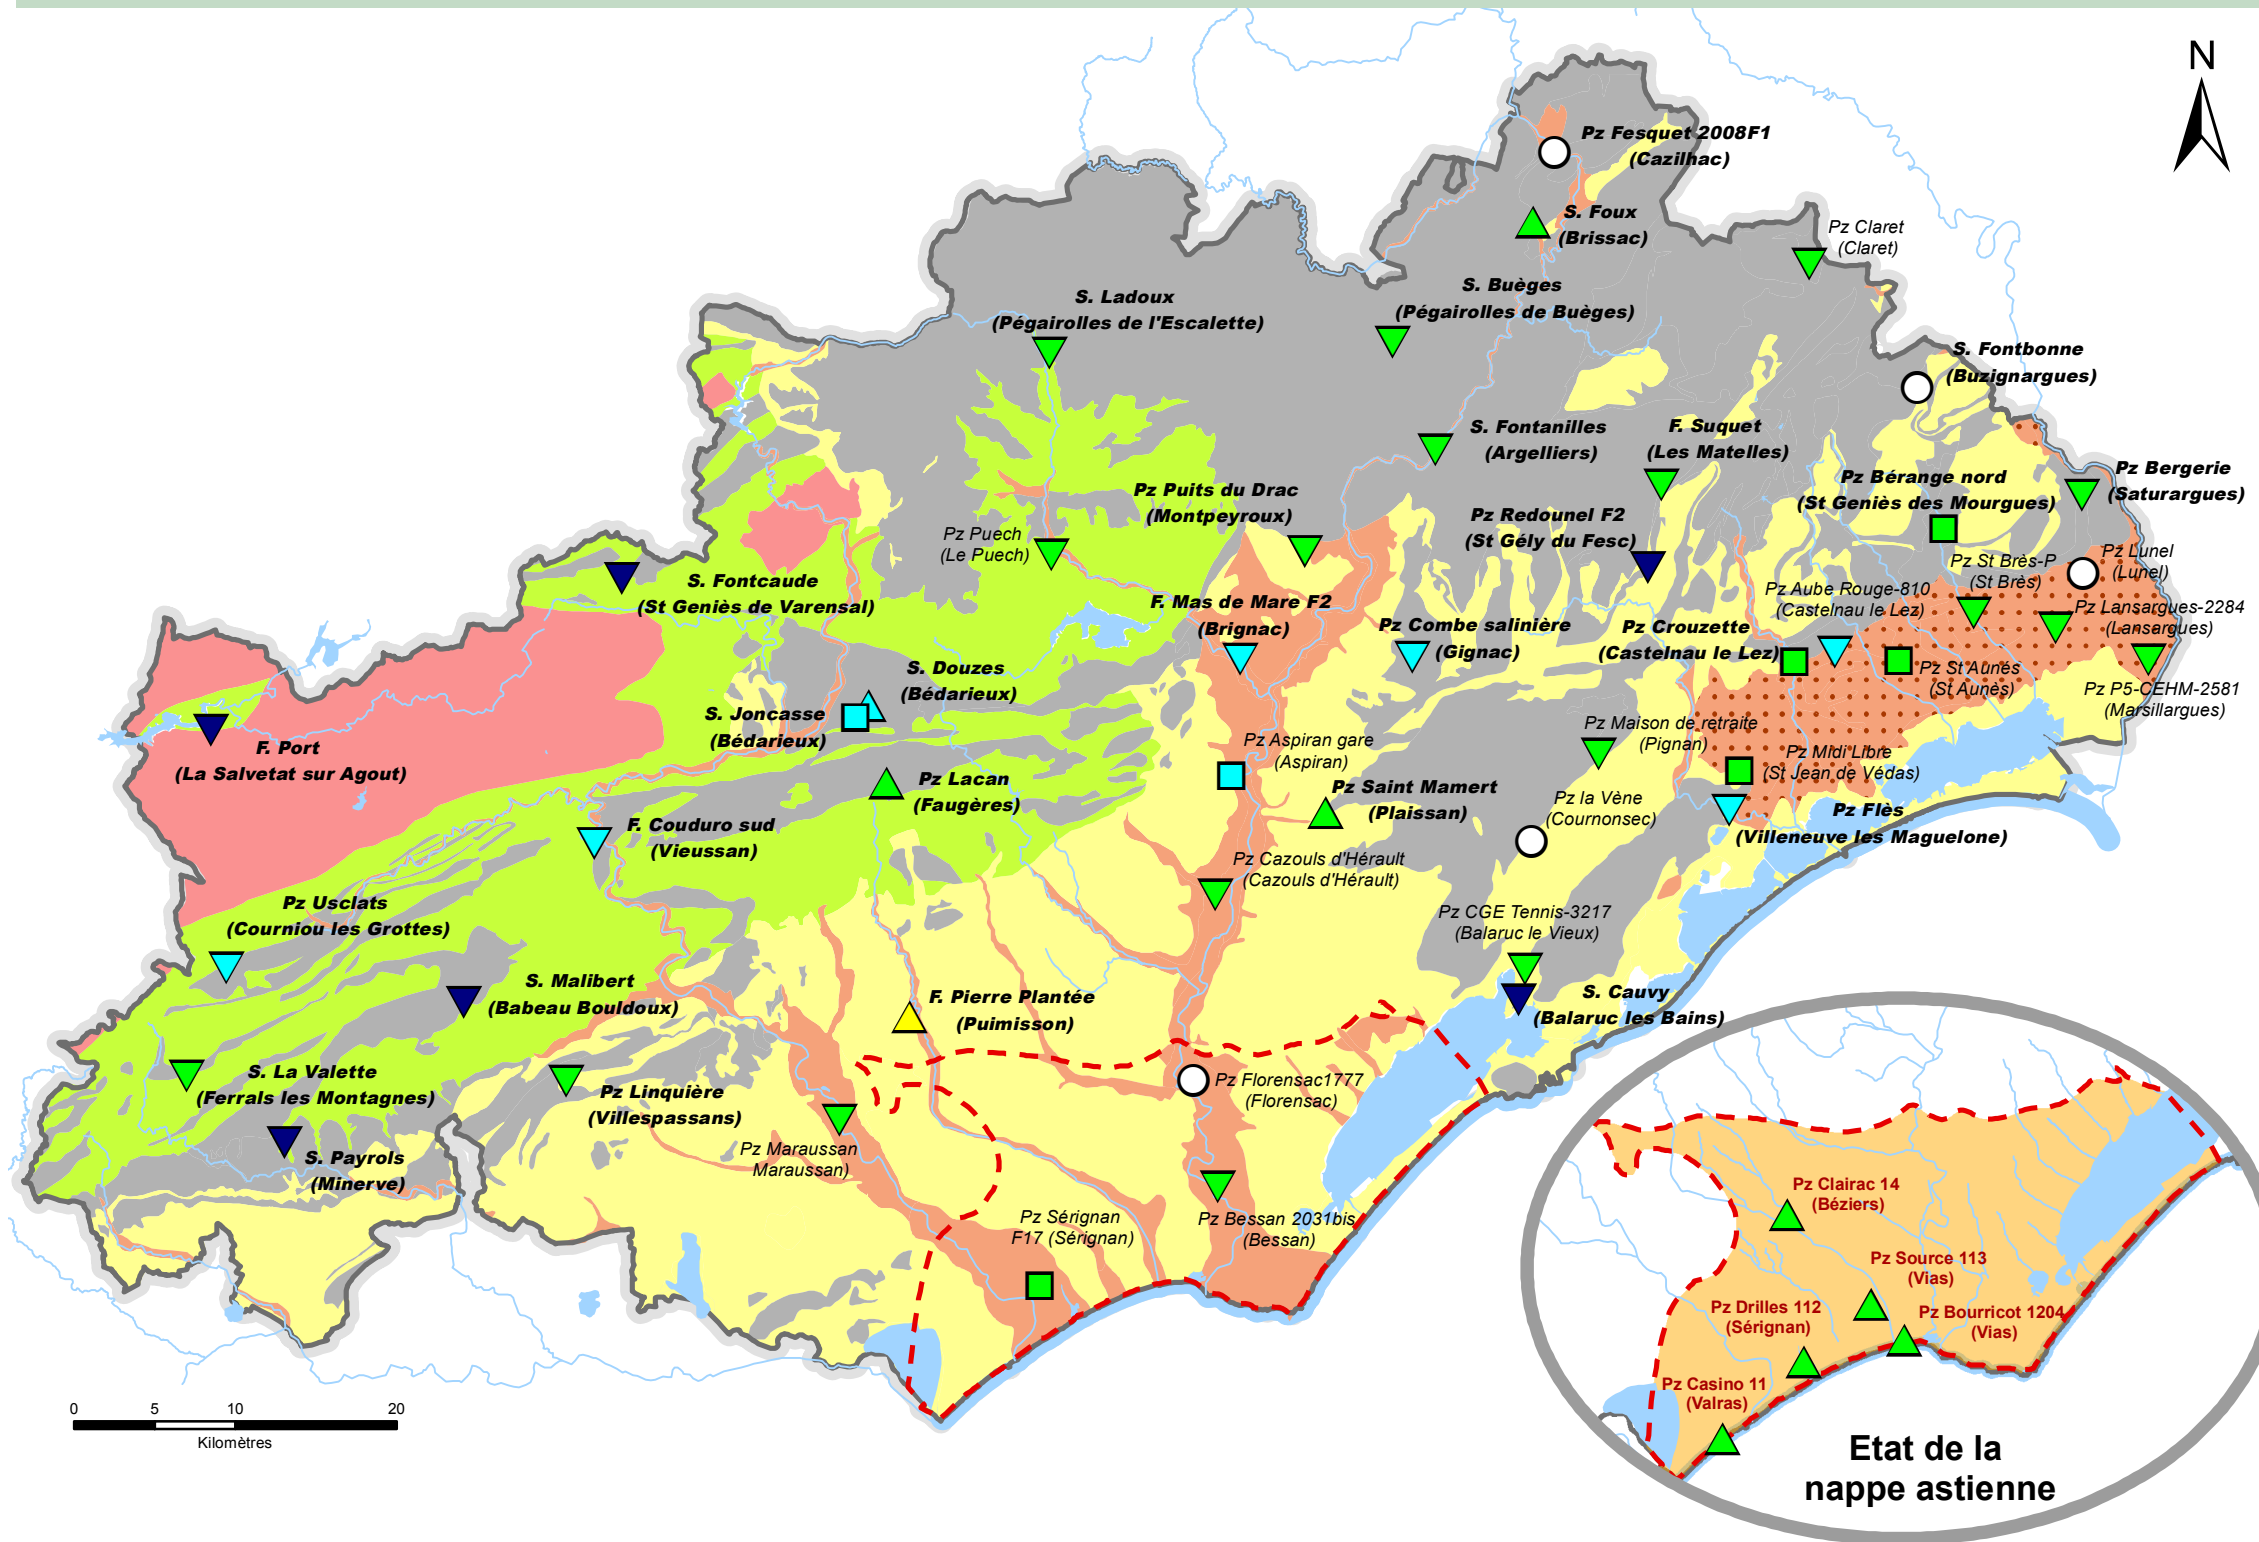 N
Pz Fesquet 2008F1
(Cazilhac)
S. Foux
(Brissac)
Pz Claret
(Claret)
S. Buèges
(Pégairolles de Buèges)
S. Ladoux
(Pégairolles de l'Escalette)
S. Fontbonne
(Buzignargues)
S. Fontanilles
(Argelliers)
F. Suquet
(Les Matelles)
Pz Bérange nord
(St Geniès des Mourgues)
Pz Bergerie
(Saturargues)
Pz Puits du Drac
(Montpeyroux)
Pz Redounel F2
(St Gély du Fesc)
Pz Puech
(Le Puech)
Pz St Brès-P
(St Brès)
Pz Lunel
(Lunel)
S. Fontcaude
(St Geniès de Varensal)
Pz Aube Rouge-810
(Castelnau le Lez)
Pz Lansargues-2284
(Lansargues)
F. Mas de Mare F2
(Brignac)
Pz Combe salinière
(Gignac)
Pz Crouzette
(Castelnau le Lez)
S. Douzes
(Bédarieux)
Pz St Aunés
(St Aunès)
Pz P5-CEHM-2581
(Marsillargues)
S. Joncasse
(Bédarieux)
F. Port
(La Salvetat sur Agout)
Pz Aspiran gare
(Aspiran)
Pz Maison de retraite
(Pignan)
Pz Midi Libre
(St Jean de Védas)
Pz Lacan
(Faugères)
Pz Saint Mamert
(Plaissan)
Pz la Vène
(Cournonsec)
Pz Flès
(Villeneuve les Maguelone)
F. Couduro sud
(Vieussan)
Pz Cazouls d'Hérault
(Cazouls d'Hérault)
Pz Usclats
(Courniou les Grottes)
Pz CGE Tennis-3217
(Balaruc le Vieux)
S. Malibert
(Babeau Bouldoux)
F. Pierre Plantée
(Puimisson)
S. Cauvy
(Balaruc les Bains)
S. La Valette
(Ferrals les Montagnes)
Pz Linquière
(Villespassans)
Pz Florensac1777
(Florensac)
S. Payrols
(Minerve)
Pz Maraussan
Maraussan)
Pz Sérignan
F17 (Sérignan)
Pz Bessan 2031bis
(Bessan)
Pz Clairac 14
(Béziers)
Pz Source 113
(Vias)
Pz Drilles 112
(Sérignan)
Pz Bourricot 1204
(Vias)
Pz Casino 11
(Valras)
Etat de la
nappe astienne
0 5 10 20
Kilomètres